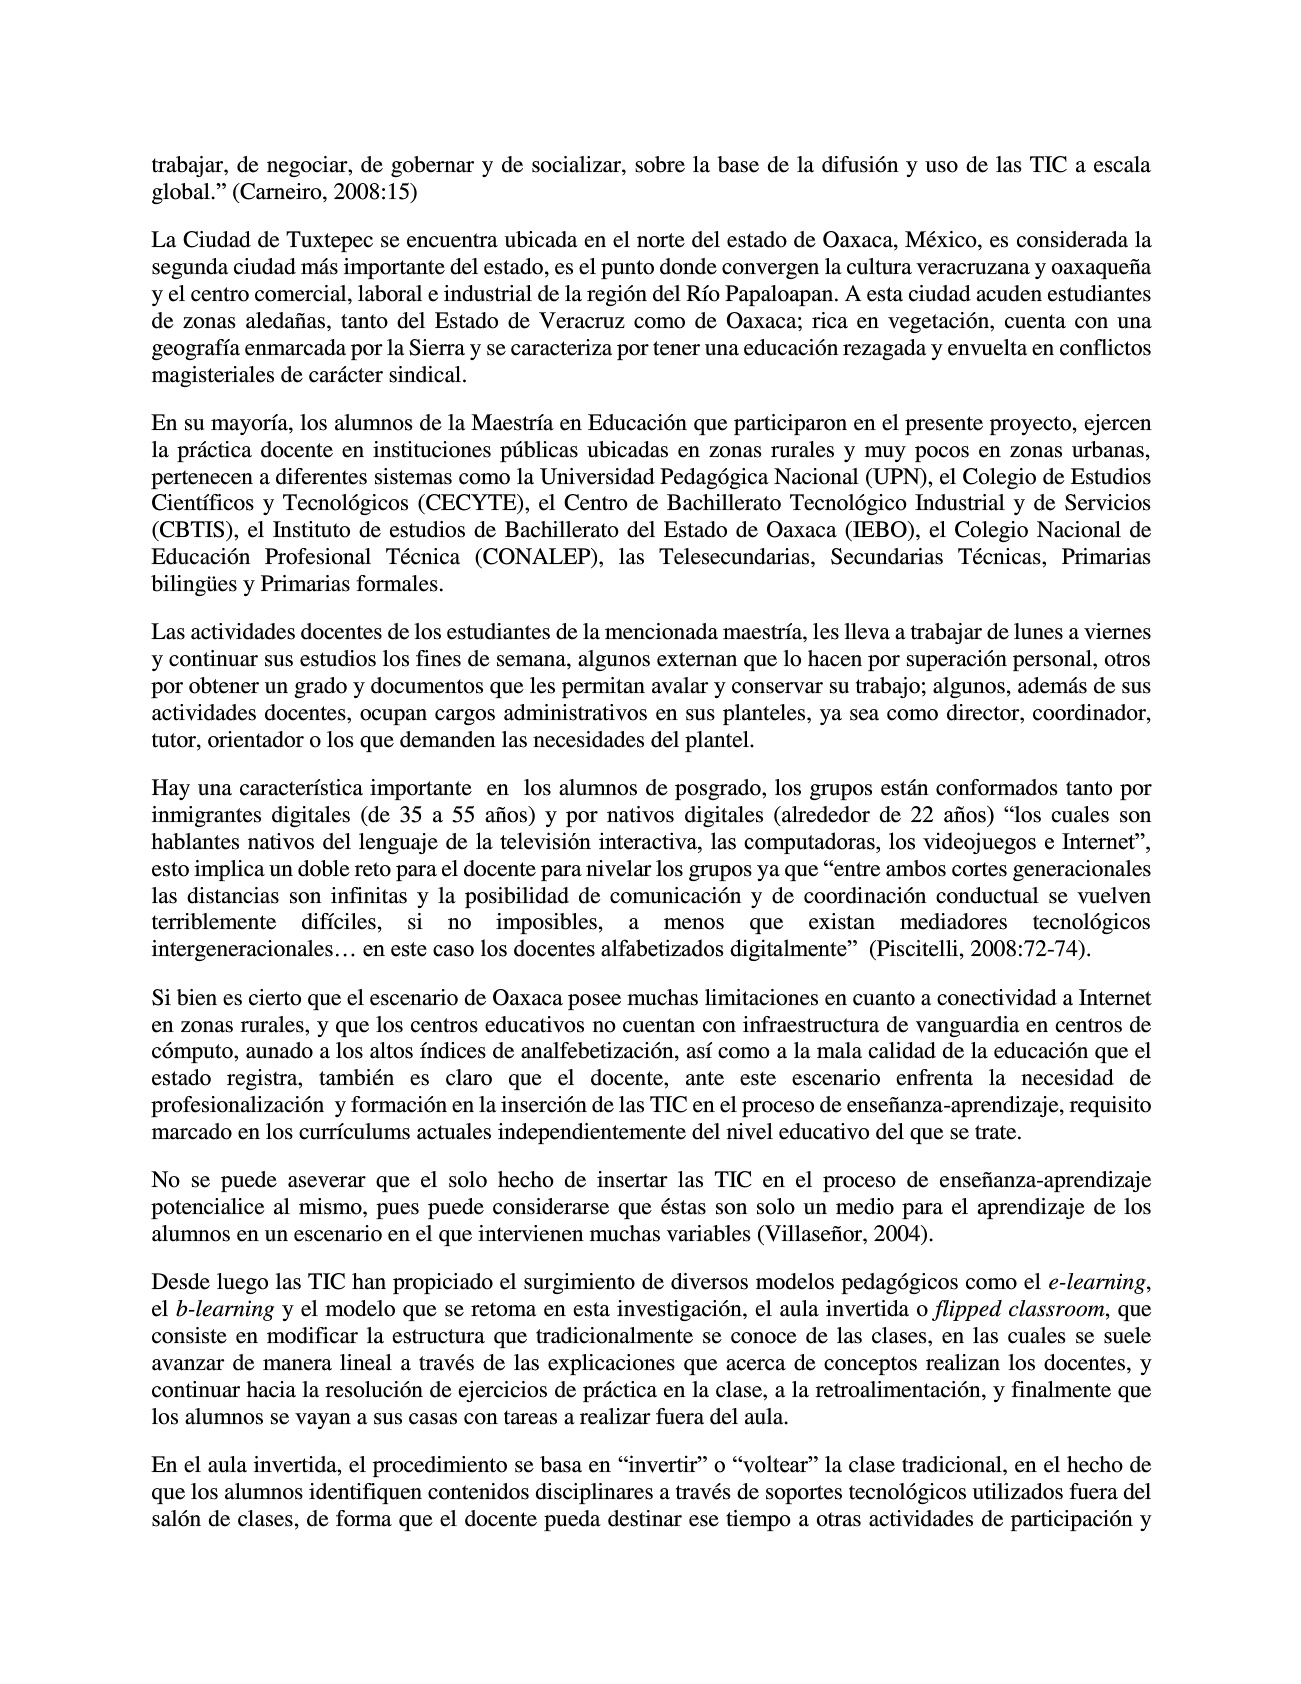 trabajar, de negociar, de gobernar y de socializar, sobre la base de la difusión y uso de las TIC a escala
global.” (Carneiro, 2008:15)
La Ciudad de Tuxtepec se encuentra ubicada en el norte del estado de Oaxaca, México, es considerada la
segunda ciudad más importante del estado, es el punto donde convergen la cultura veracruzana y oaxaqueña
y el centro comercial, laboral e industrial de la región del Río Papaloapan. A esta ciudad acuden estudiantes
de zonas aledañas, tanto del Estado de Veracruz como de Oaxaca; rica en vegetación, cuenta con una
geografía enmarcada por la Sierra y se caracteriza por tener una educación rezagada y envuelta en conflictos
magisteriales de carácter sindical.
En su mayoría, los alumnos de la Maestría en Educación que participaron en el presente proyecto, ejercen
la práctica docente en instituciones públicas ubicadas en zonas rurales y muy pocos en zonas urbanas,
pertenecen a diferentes sistemas como la Universidad Pedagógica Nacional (UPN), el Colegio de Estudios
Científicos y Tecnológicos (CECYTE), el Centro de Bachillerato Tecnológico Industrial y de Servicios
(CBTIS), el Instituto de estudios de Bachillerato del Estado de Oaxaca (IEBO), el Colegio Nacional de
Educación Profesional Técnica (CONALEP), las Telesecundarias, Secundarias Técnicas, Primarias
bilingües y Primarias formales.
Las actividades docentes de los estudiantes de la mencionada maestría, les lleva a trabajar de lunes a viernes
y continuar sus estudios los fines de semana, algunos externan que lo hacen por superación personal, otros
por obtener un grado y documentos que les permitan avalar y conservar su trabajo; algunos, además de sus
actividades docentes, ocupan cargos administrativos en sus planteles, ya sea como director, coordinador,
tutor, orientador o los que demanden las necesidades del plantel.
Hay una característica importante en los alumnos de posgrado, los grupos están conformados tanto por
inmigrantes digitales (de 35 a 55 años) y por nativos digitales (alrededor de 22 años) “los cuales son
hablantes nativos del lenguaje de la televisión interactiva, las computadoras, los videojuegos e Internet”,
esto implica un doble reto para el docente para nivelar los grupos ya que “entre ambos cortes generacionales
las distancias son infinitas y la posibilidad de comunicación y de coordinación conductual se vuelven
terriblemente difíciles, si no imposibles, a menos que existan mediadores tecnológicos
intergeneracionales… en este caso los docentes alfabetizados digitalmente” (Piscitelli, 2008:72-74).
Si bien es cierto que el escenario de Oaxaca posee muchas limitaciones en cuanto a conectividad a Internet
en zonas rurales, y que los centros educativos no cuentan con infraestructura de vanguardia en centros de
cómputo, aunado a los altos índices de analfebetización, así como a la mala calidad de la educación que el
estado registra, también es claro que el docente, ante este escenario enfrenta la necesidad de
profesionalización y formación en la inserción de las TIC en el proceso de enseñanza-aprendizaje, requisito
marcado en los currículums actuales independientemente del nivel educativo del que se trate.
No se puede aseverar que el solo hecho de insertar las TIC en el proceso de enseñanza-aprendizaje
potencialice al mismo, pues puede considerarse que éstas son solo un medio para el aprendizaje de los
alumnos en un escenario en el que intervienen muchas variables (Villaseñor, 2004).
Desde luego las TIC han propiciado el surgimiento de diversos modelos pedagógicos como el e-learning,
el b-learning y el modelo que se retoma en esta investigación, el aula invertida o flipped classroom, que
consiste en modificar la estructura que tradicionalmente se conoce de las clases, en las cuales se suele
avanzar de manera lineal a través de las explicaciones que acerca de conceptos realizan los docentes, y
continuar hacia la resolución de ejercicios de práctica en la clase, a la retroalimentación, y finalmente que
los alumnos se vayan a sus casas con tareas a realizar fuera del aula.
En el aula invertida, el procedimiento se basa en “invertir” o “voltear” la clase tradicional, en el hecho de
que los alumnos identifiquen contenidos disciplinares a través de soportes tecnológicos utilizados fuera del
salón de clases, de forma que el docente pueda destinar ese tiempo a otras actividades de participación y